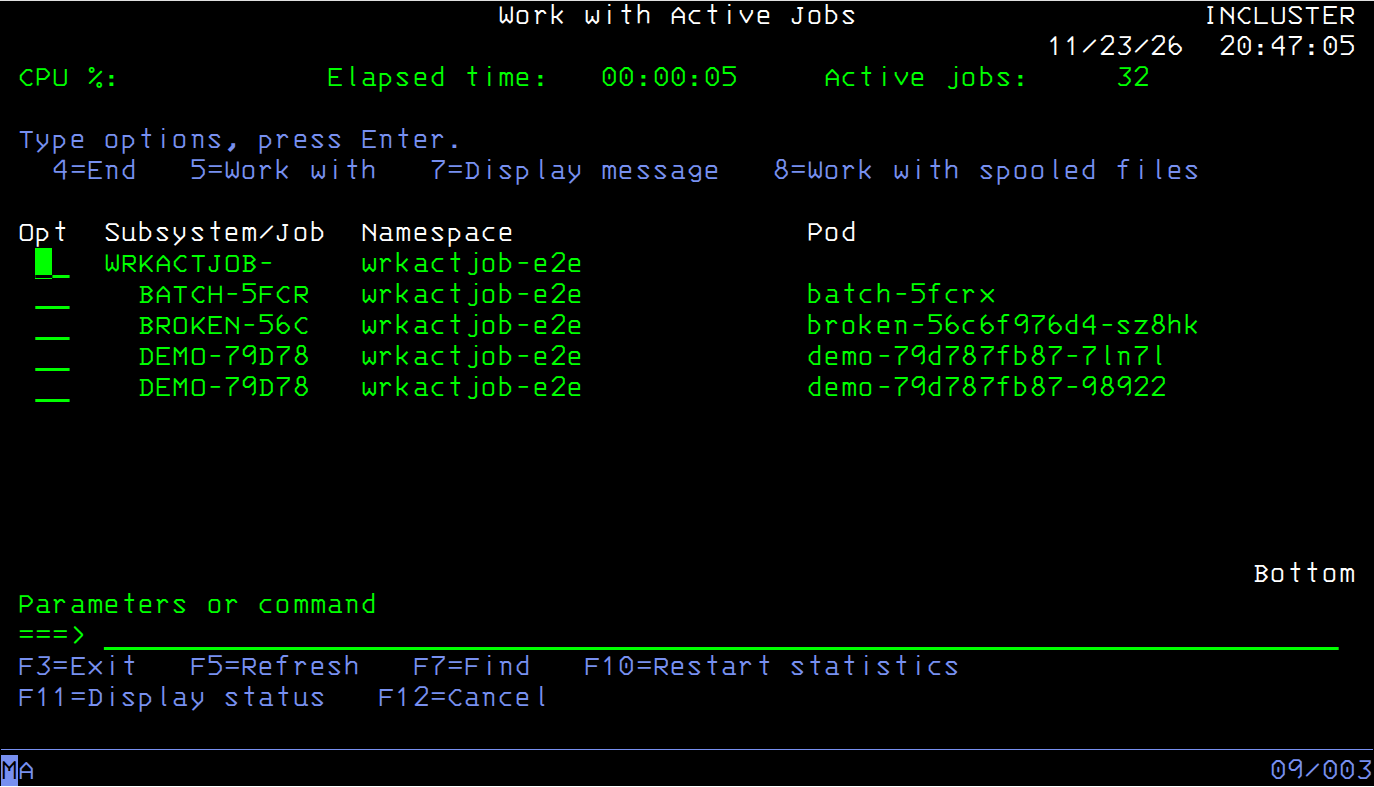 Work with Active Jobs INCLUSTER
11/23/26 20:47:05
CPU %: Elapsed time: 00:00:05 Active jobs: 32
Type options, press Enter.
4=End 5=Work with 7=Display message 8=Work with spooled files
Opt Subsystem/Job Namespace Pod
WRKACTJOB- wrkactjob-e2e
BATCH-5FCR wrkactjob-e2e batch-5fcrx
BROKEN-56C wrkactjob-e2e broken-56c6f976d4-sz8hk
DEMO-79D78 wrkactjob-e2e demo-79d787fb87-7ln7l
DEMO-79D78 wrkactjob-e2e demo-79d787fb87-98922
Bottom
Parameters or command
===>
F3=Exit F5=Refresh F7=Find F10=Restart statistics
F11=Display status F12=Cancel
MA 09/003